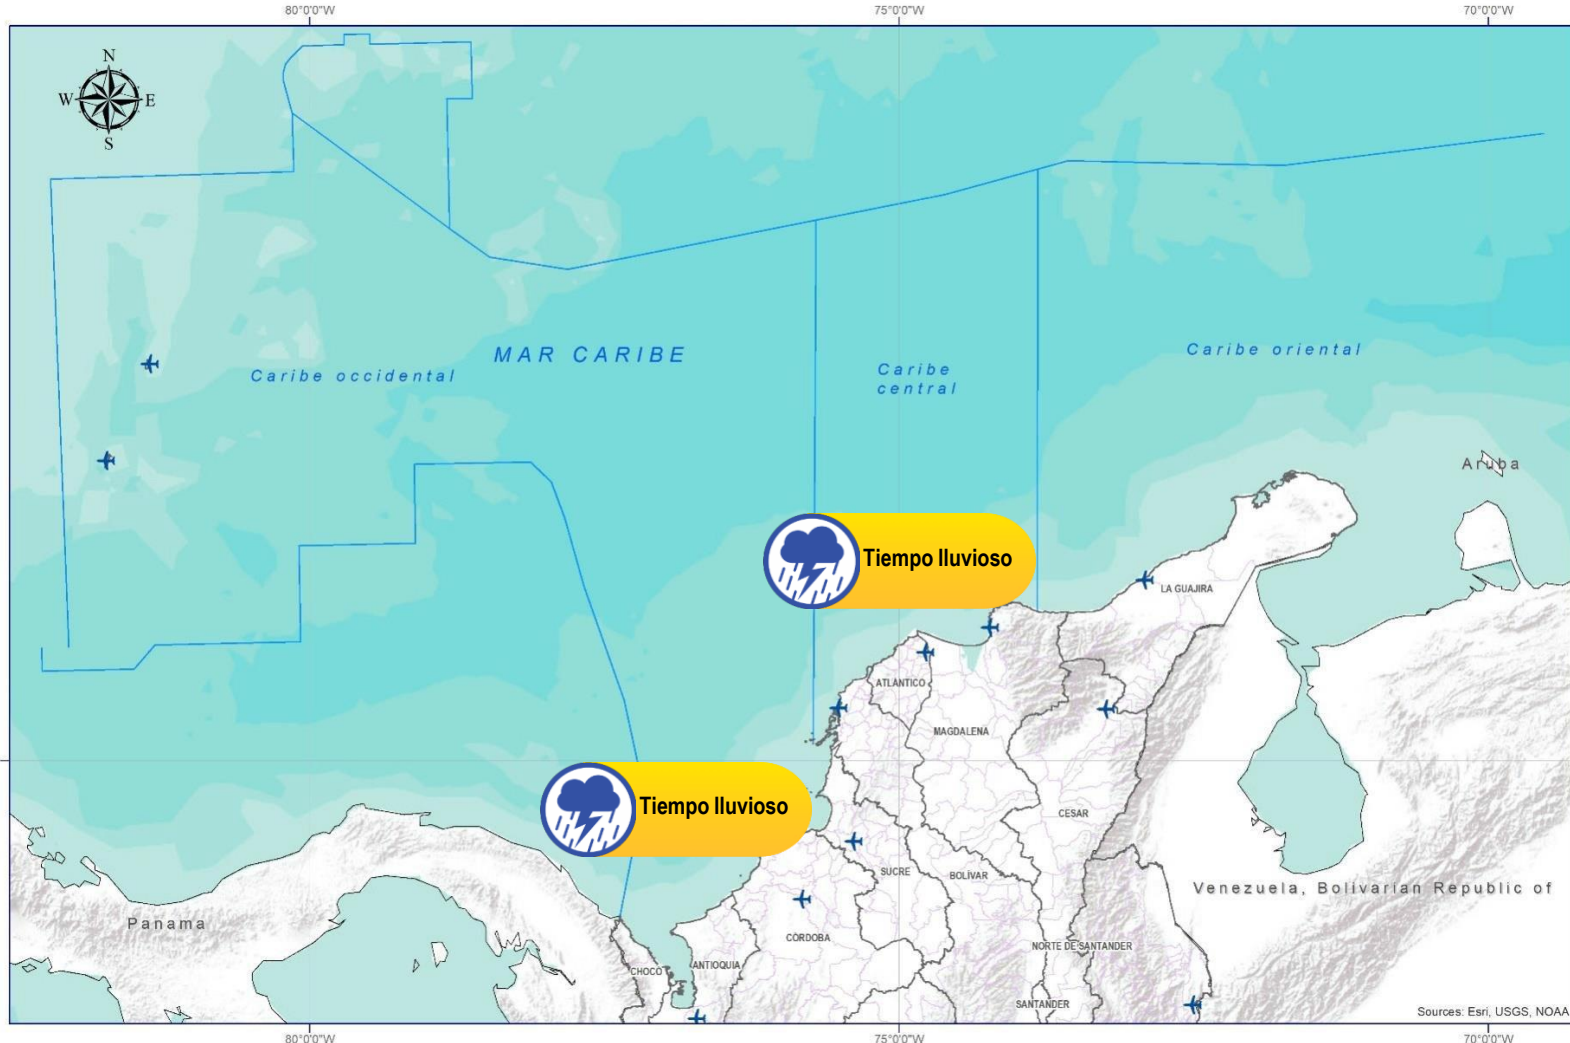 80°0'0"W
75°0'0"W
70°0'0"W
N
W
E
S
MAR CARIBE
Caribe occidental
Caribe
central
Caribe oriental
Aruba
Tiempo lluvioso
LA GUAJIRA
ATLANTICO
MAGDALENA
Tiempo lluvioso
CESAR
SUCRE
BOLÍVAR
Venezuela, Bolivarian Republic of
Panama
CÓRDOBA
NORTE DE SANTANDER
CHOCO
ANTIOQUIA
SANTANDER
Sources: Esri, USGS, NOAA
80°0'0"W
75°0'0"W
70°0'0"W